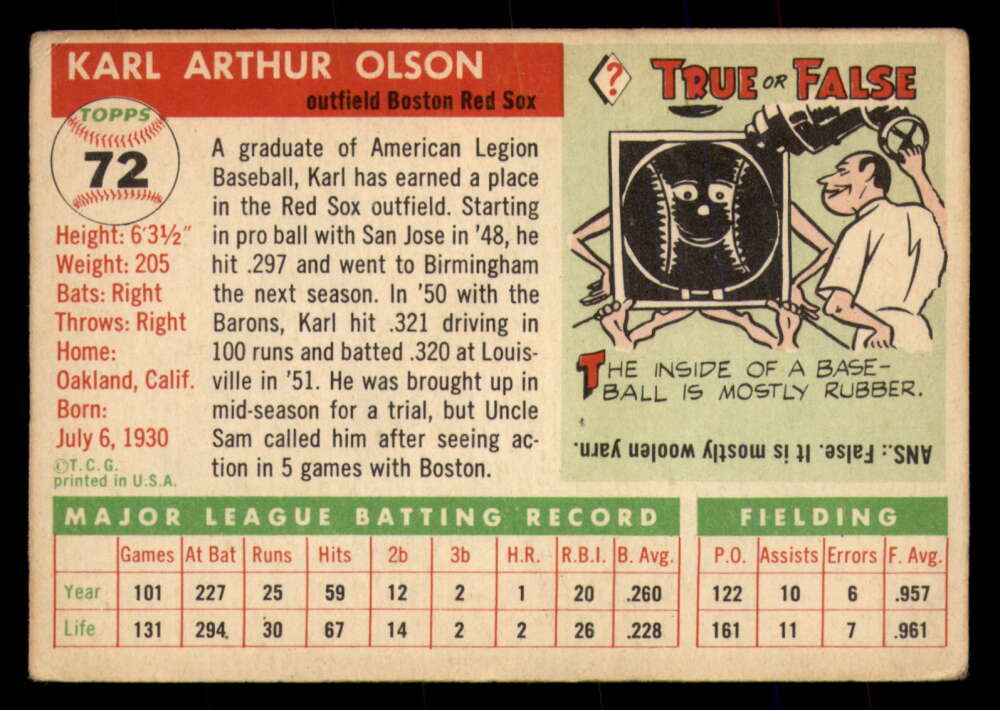 KARL ARTHUR OLSON
outfield Boston Red Sox
TOPPS
72
Height: 6'3½"
Weight: 205
Bats: Right
Throws: Right
Home:
Oakland, Calif.
Born:
July 6, 1930
©T.C.G.
printed in U.S.A.
A graduate of American Legion
Baseball, Karl has earned a place
in the Red Sox outfield. Starting
in pro ball with San Jose in '48, he
hit .297 and went to Birmingham
the next season. In '50 with the
Barons, Karl hit .321 driving in
100 runs and batted .320 at Louis-
ville in '51. He was brought up in
mid-season for a trial, but Uncle
Sam called him after seeing ac-
tion in 5 games with Boston.
?
TRUE OR FALSE
THE INSIDE OF A BASE-
BALL IS MOSTLY RUBBER.
ANS.: False. It is mostly woolen yarn.
MAJOR LEAGUE BATTING RECORD
Games At Bat Runs Hits 2b 3b H.R. R.B.I. B. Avg.
Year 101 227 25 59 12 2 1 20 .260
Life 131 294 30 67 14 2 2 26 .228
FIELDING
P.O. Assists Errors F. Avg.
122 10 6 .957
161 11 7 .961